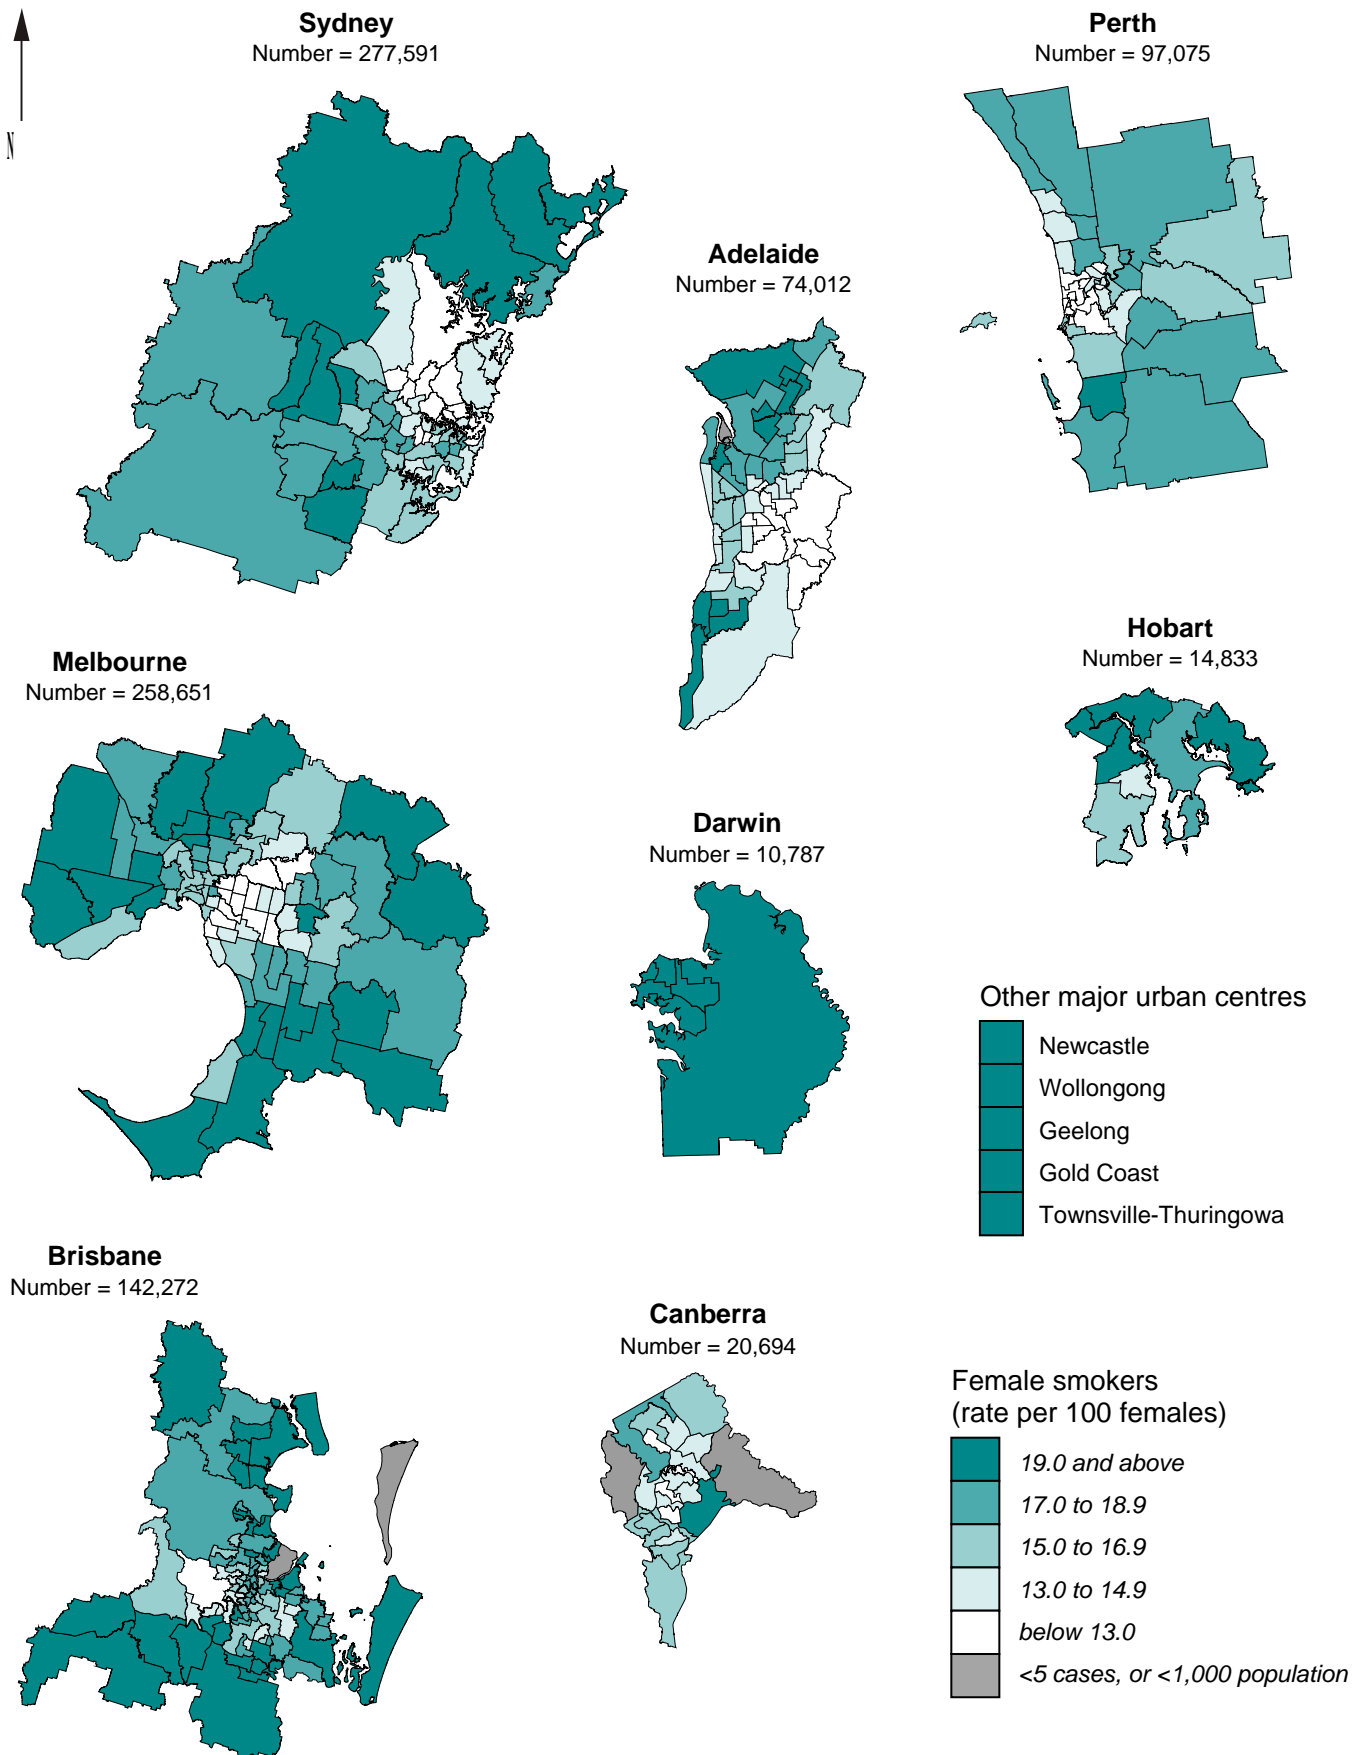 Sydney
Number = 277,591
Perth
Number = 97,075
N
Adelaide
Number = 74,012
Hobart
Number = 14,833
Melbourne
Number = 258,651
Darwin
Number = 10,787
Other major urban centres
Newcastle
Wollongong
Geelong
Gold Coast
Townsville-Thuringowa
Brisbane
Number = 142,272
Canberra
Number = 20,694
Female smokers
(rate per 100 females)
19.0 and above
17.0 to 18.9
15.0 to 16.9
13.0 to 14.9
below 13.0
<5 cases, or <1,000 population